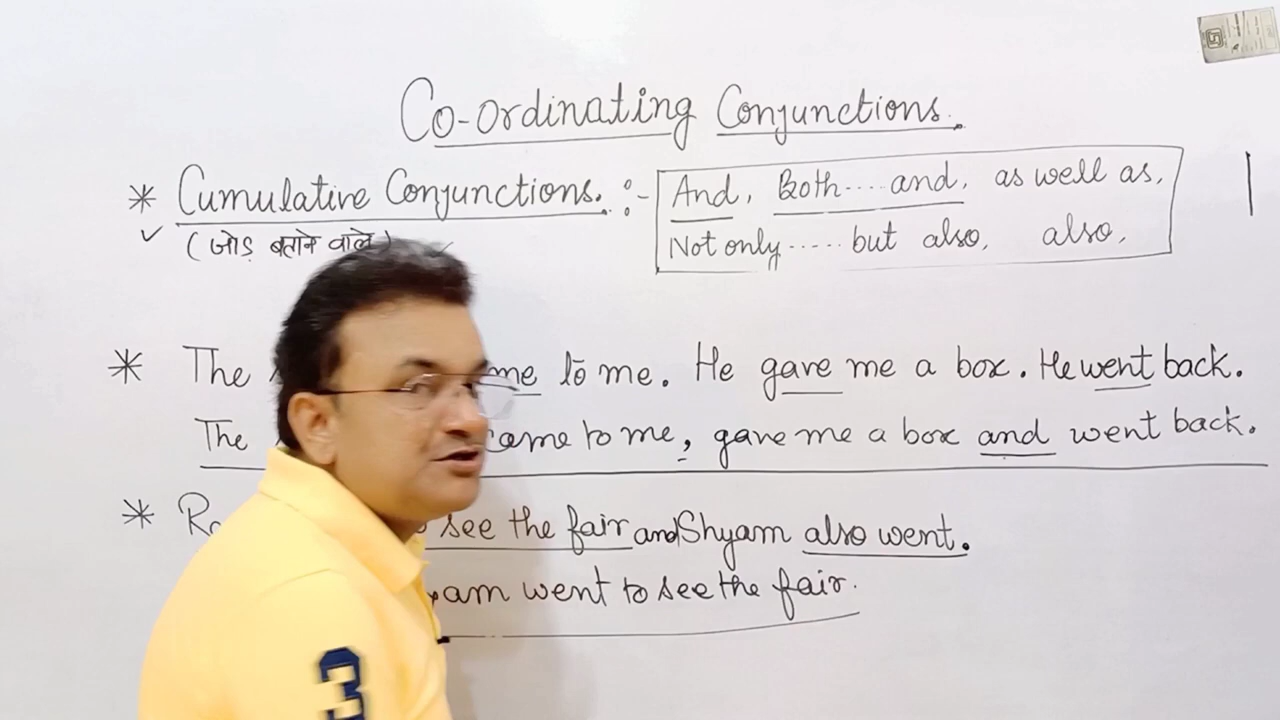 Co-ordinating Conjunctions.
* Cumulative Conjunctions. :- And, Both.....and, as well as,
(जोड़ बताने वाले) Not only ...... but also, also,
* The me to me. He gave me a box. He went back.
The came to me, gave me a box and went back.
* see the fair and Shyam also went.
went to see the fair.
3